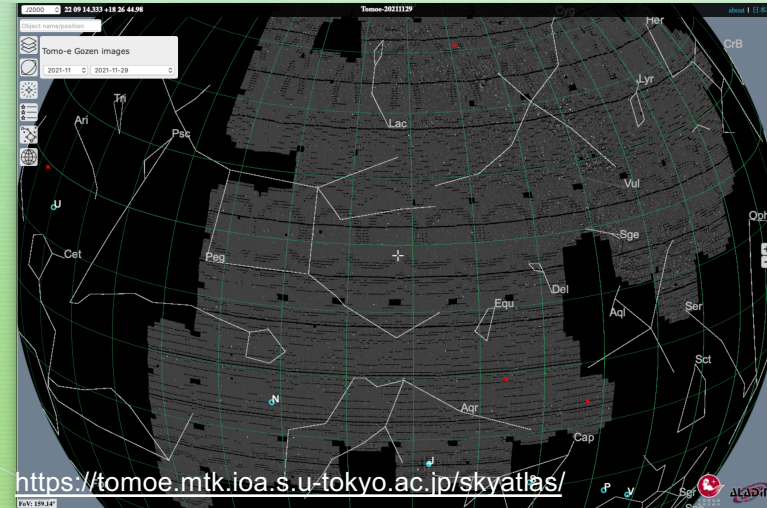 J2000 22 09 14.333 +18 26 44.98
Tomoe-20211129
about | 日本
Object name/position
Tomo-e Gozen images
2021-11 2021-11-29
Cyg
Her
CrB
Lyr
Tri
Ari
Psc
Lac
Vul
U
Oph
Sge
Cet
Peg
Del
Equ
Aql
Ser
Sct
N
Aqr
Cap
J
https://tomoe.mtk.ioa.s.u-tokyo.ac.jp/skyatlas/
P
V
Sgr
ALADIN
FoV: 159.14°